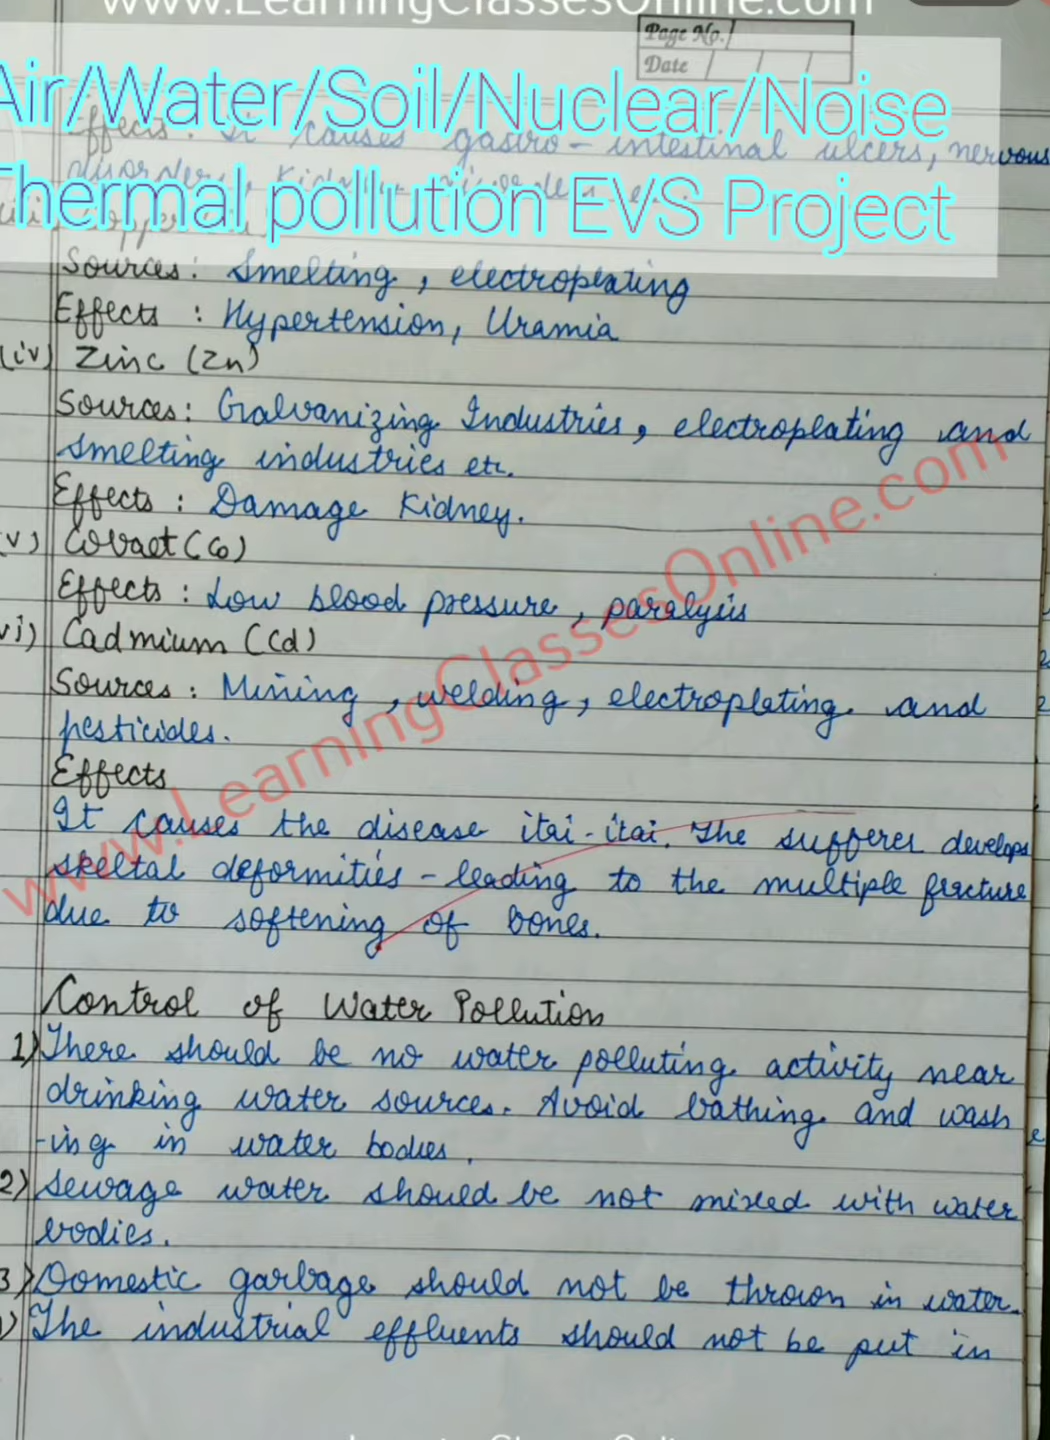 www.LearningClassesOnline.com
Page No.
Date
Air/Water/Soil/Nuclear/Noise
Thermal pollution EVS Project
Effects : It causes gastro-intestinal ulcers, nervous
Sources : Smelting, electroplating
Effects : Hypertension, Uramia
(iv) Zinc (Zn)
Sources : Galvanizing Industries, electroplating and
smelting industries etc.
Effects : Damage Kidney.
v) Cobalt (Co)
Effects : Low blood pressure, paralysis
vi) Cadmium (Cd)
Sources : Mining, welding, electroplating and
pesticides.
Effects
It causes the disease itai-itai. The sufferer develops
skeltal deformities - leading to the multiple fracture
due to softening of bones.
www.LearningClassesOnline.com
Control of Water Pollution
1) There should be no water polluting activity near
drinking water sources. Avoid bathing and wash
-ing in water bodies.
2) Sewage water should be not mixed with water
bodies.
3) Domestic garbage should not be thrown in water.
) The industrial effluents should not be put in